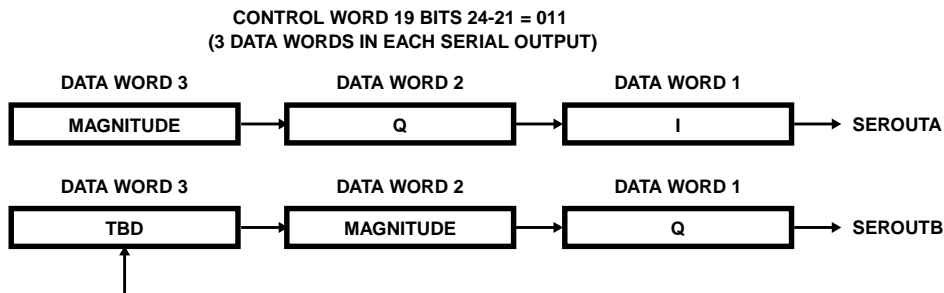 CONTROL WORD 19 BITS 24-21 = 011
(3 DATA WORDS IN EACH SERIAL OUTPUT)
DATA WORD 3 DATA WORD 2 DATA WORD 1
MAGNITUDE Q I SEROUTA
DATA WORD 3 DATA WORD 2 DATA WORD 1
TBD MAGNITUDE Q SEROUTB